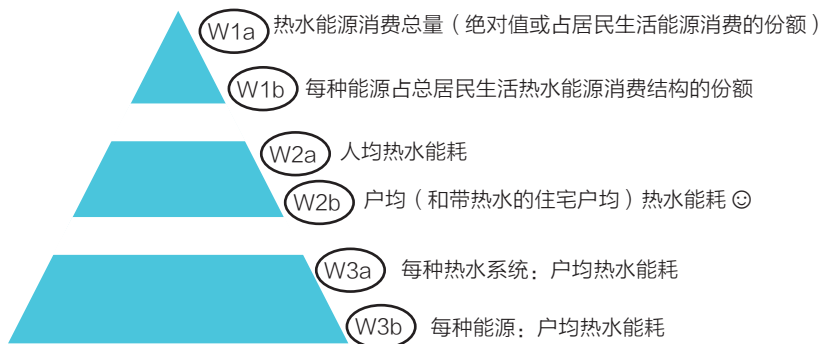 W1a 热水能源消费总量（绝对值或占居民生活能源消费的份额）
W1b 每种能源占总居民生活热水能源消费结构的份额
W2a 人均热水能耗
W2b 户均（和带热水的住宅户均）热水能耗☺
W3a 每种热水系统：户均热水能耗
W3b 每种能源：户均热水能耗